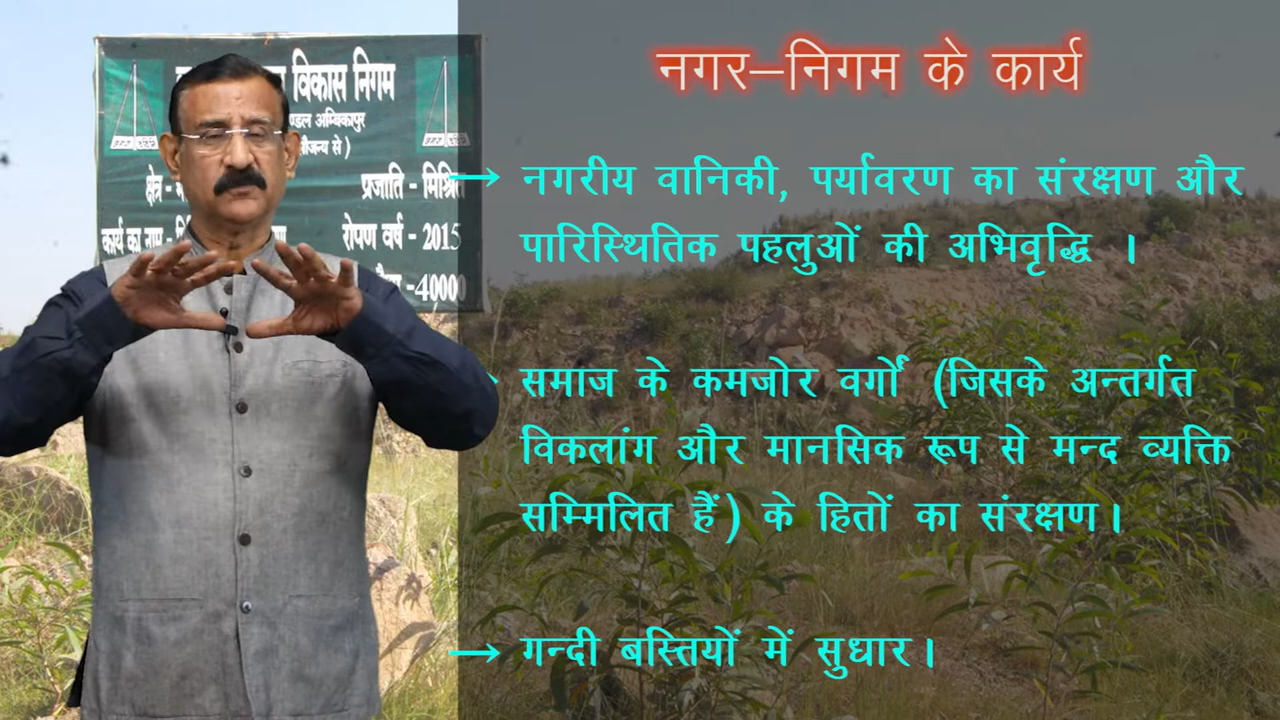 विकास निगम
अम्बिकापुर
क्षेत्र -
प्रजाति - मिश्रित
कार्य का नाम -
रोपण वर्ष - 2015
-40000
नगर–निगम के कार्य
→ नगरीय वानिकी, पर्यावरण का संरक्षण और
पारिस्थितिक पहलुओं की अभिवृद्धि ।
समाज के कमजोर वर्गों (जिसके अन्तर्गत
विकलांग और मानसिक रूप से मन्द व्यक्ति
सम्मिलित हैं) के हितों का संरक्षण।
→ गन्दी बस्तियों में सुधार।